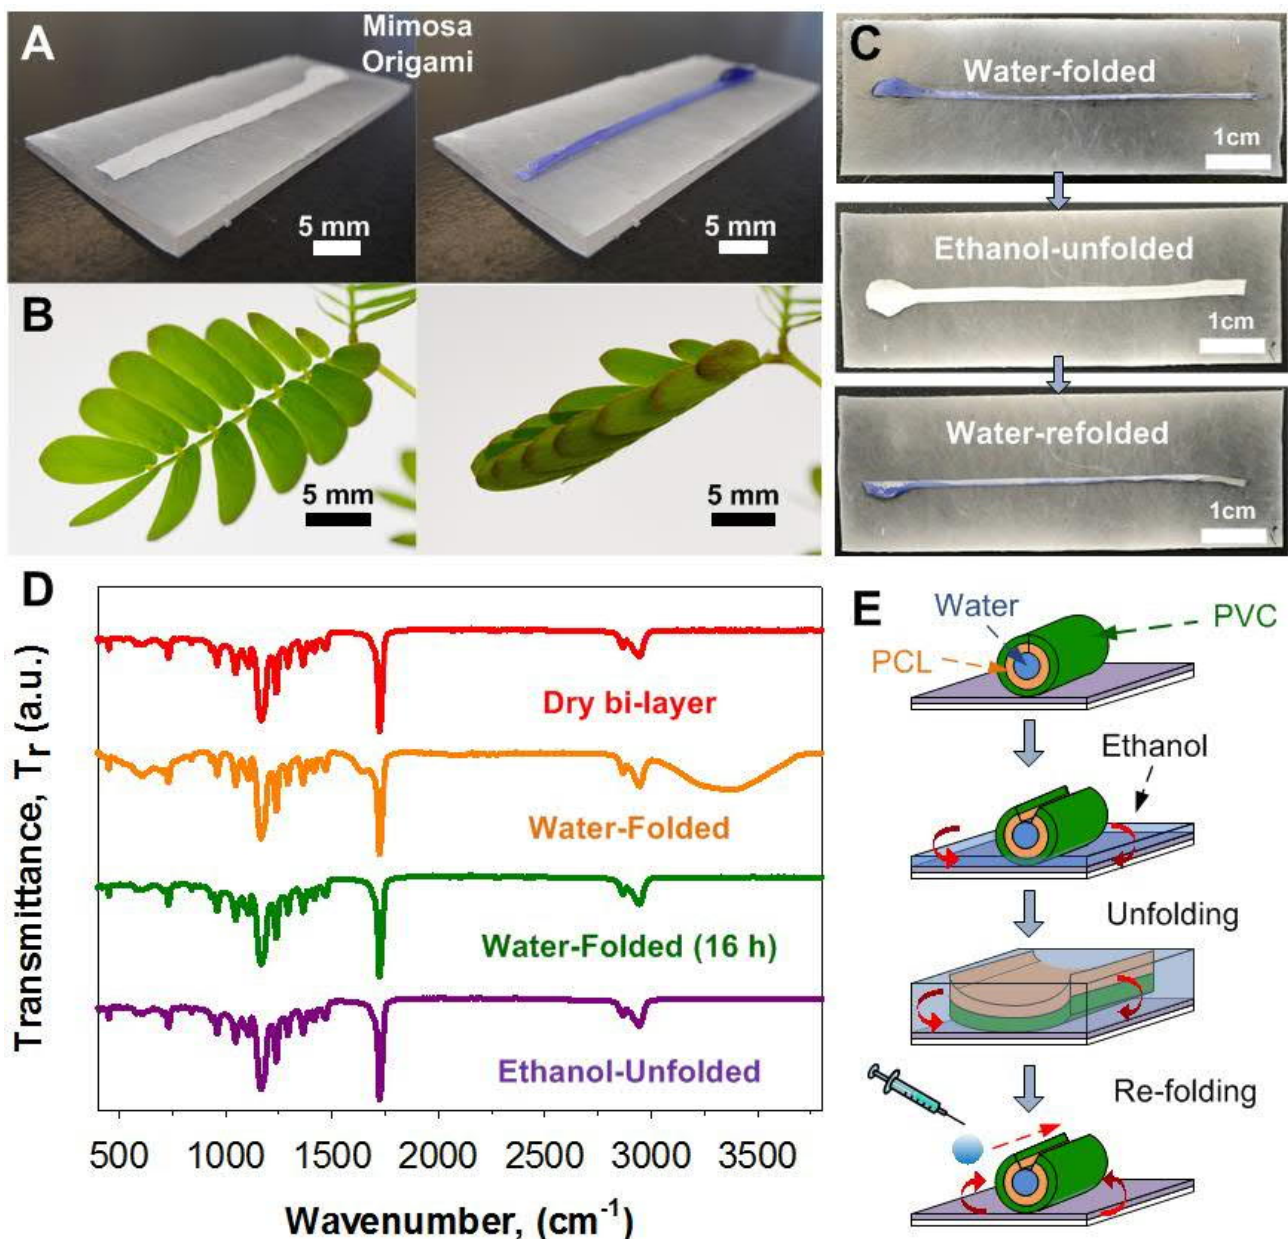 A
Mimosa
Origami
5 mm
5 mm
B
5 mm
5 mm
C
Water-folded
1cm
Ethanol-unfolded
1cm
Water-refolded
1cm
D
Transmittance, Tr (a.u.)
Dry bi-layer
Water-Folded
Water-Folded (16 h)
Ethanol-Unfolded
500 1000 1500 2000 2500 3000 3500
Wavenumber, (cm-1)
E
Water
PVC
PCL
Ethanol
Unfolding
Re-folding